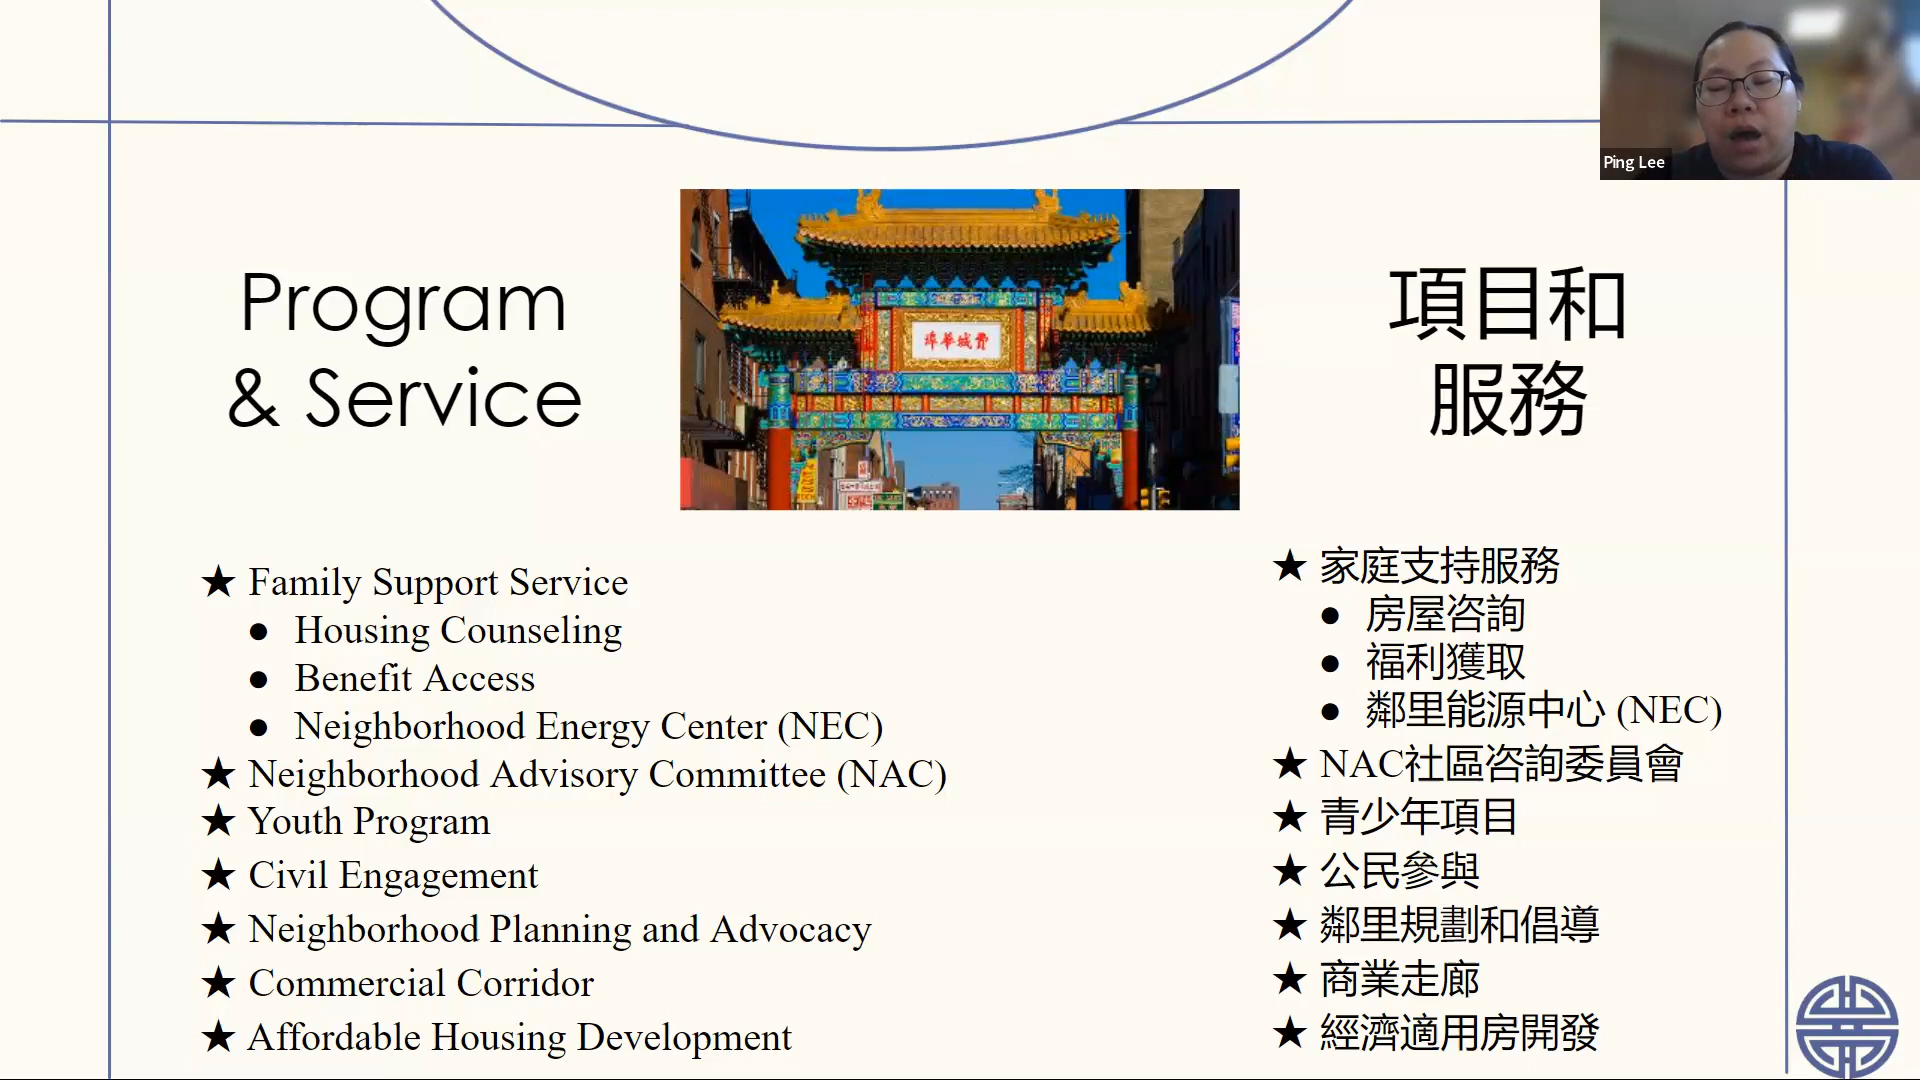 Ping Lee
Program
& Service
埠華城費
項目和
服務
★ Family Support Service
● Housing Counseling
● Benefit Access
● Neighborhood Energy Center (NEC)
★ Neighborhood Advisory Committee (NAC)
★ Youth Program
★ Civil Engagement
★ Neighborhood Planning and Advocacy
★ Commercial Corridor
★ Affordable Housing Development
★ 家庭支持服務
● 房屋咨詢
● 福利獲取
● 鄰里能源中心 (NEC)
★ NAC社區咨詢委員會
★ 青少年項目
★ 公民參與
★ 鄰里規劃和倡導
★ 商業走廊
★ 經濟適用房開發